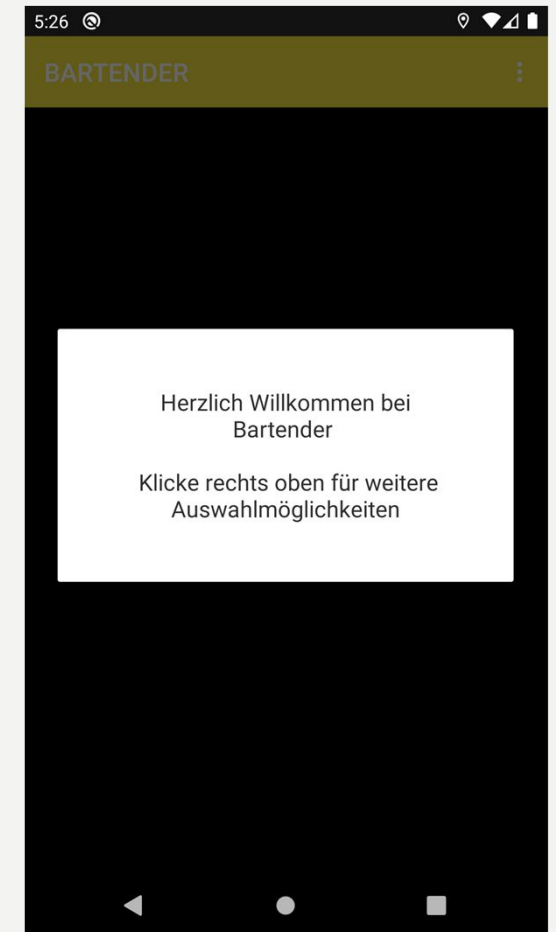 5:26
BARTENDER
Herzlich Willkommen bei
Bartender
Klicke rechts oben für weitere
Auswahlmöglichkeiten